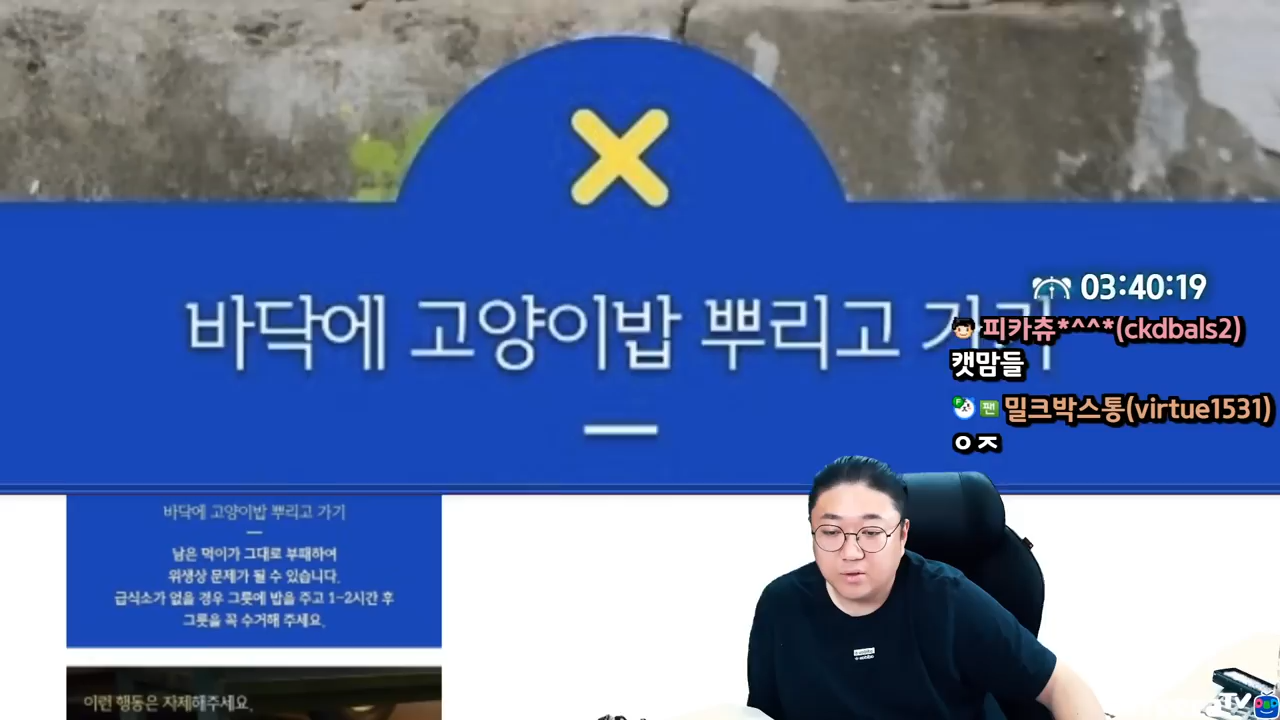 바닥에 고양이밥 뿌리고 가기
03:40:19
피카츄*^^*(ckdbals2)
캣맘들
팬 밀크박스통(virtue1531)
ㅇㅈ
바닥에 고양이밥 뿌리고 가기
남은 먹이가 그대로 부패하여
위생상 문제가 될 수 있습니다.
급식소가 없을 경우 그릇에 밥을 주고 1-2시간 후
그릇을 꼭 수거해 주세요.
이런 행동은 자제해주세요.
TV